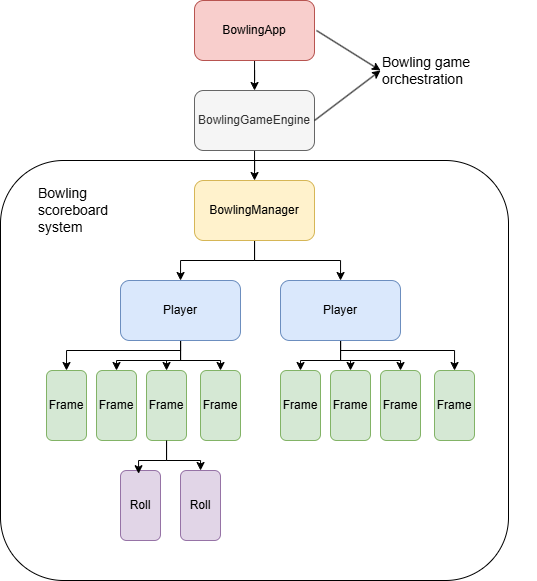 BowlingApp
Bowling game
orchestration
BowlingGameEngine
Bowling
scoreboard
system
BowlingManager
Player
Player
Frame
Frame
Frame
Frame
Frame
Frame
Frame
Frame
Roll
Roll